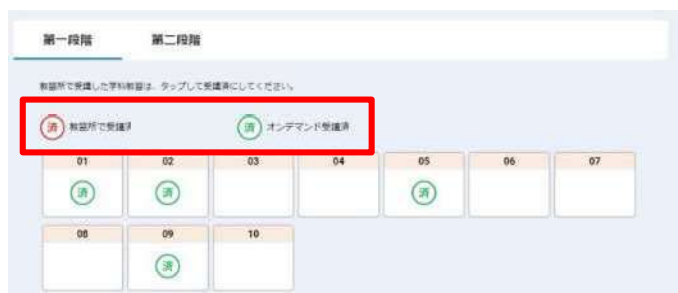 第一段階 第二段階
教習所で受講した学科教習は、タップして受講済にしてください。
済 教習所で受講済 済 オンデマンド受講済
01 02 03 04 05 06 07
済 済 済
08 09 10
済